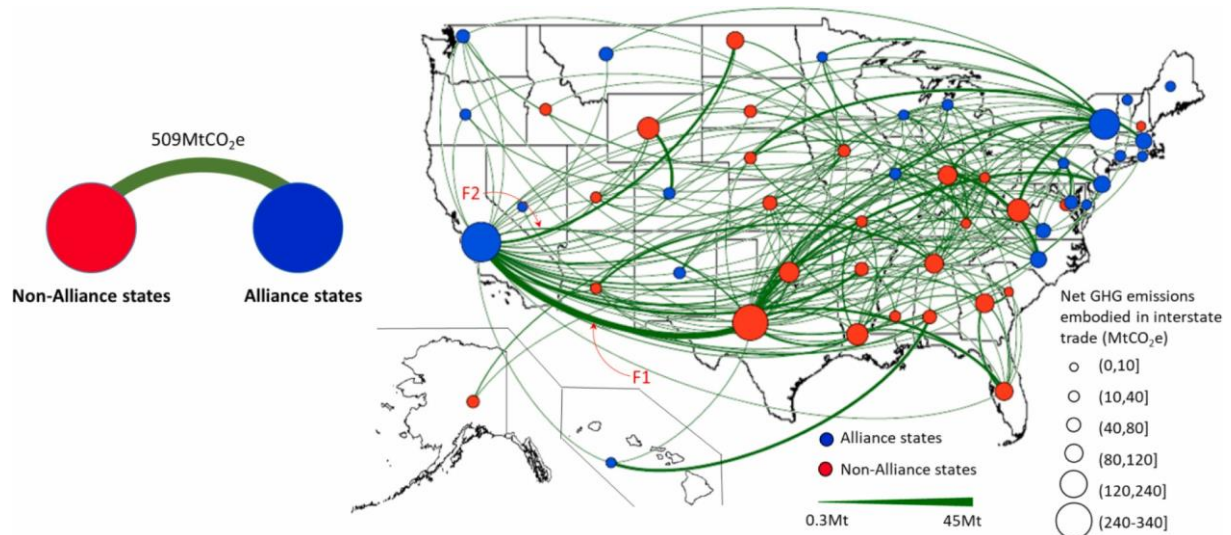 509MtCO₂e
Non-Alliance states
Alliance states
F2
F1
Net GHG emissions
embodied in interstate
trade (MtCO₂e)
(0,10]
(10,40]
(40,80]
(80,120]
(120,240]
(240-340]
Alliance states
Non-Alliance states
0.3Mt
45Mt